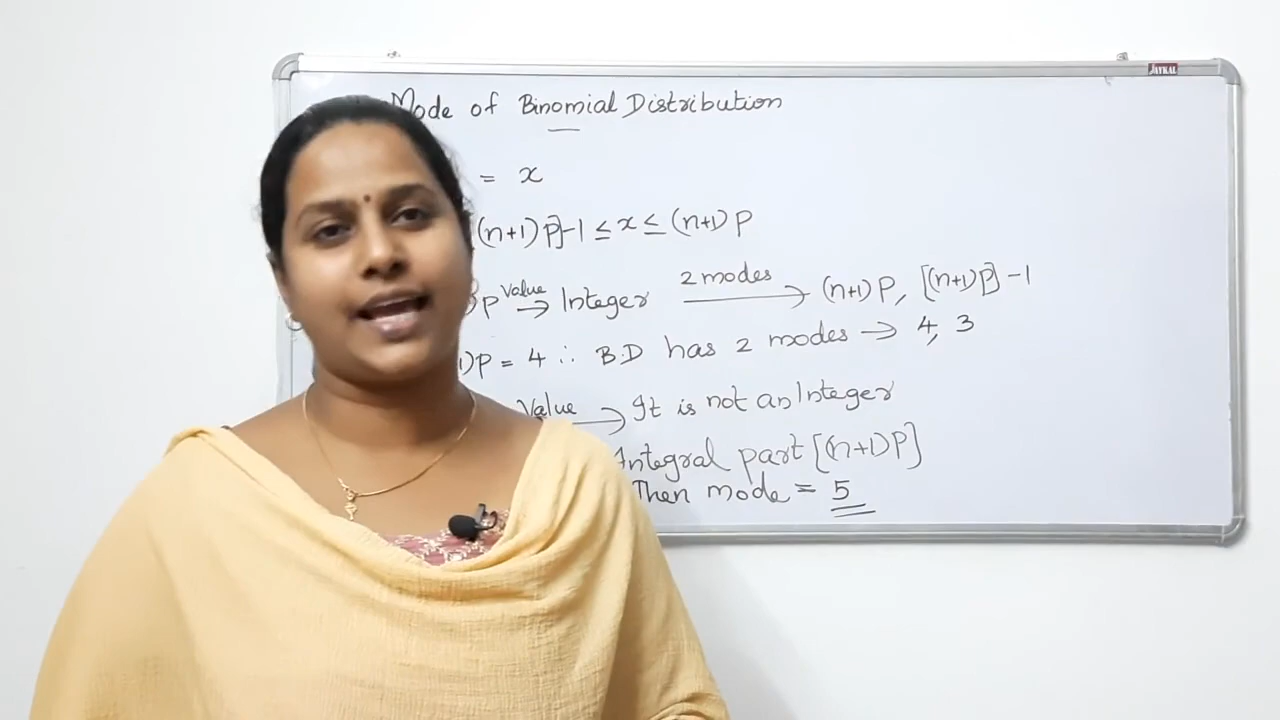 JAYKAL
Mode of Binomial Distribution
= x
(n+1)P]-1 ≤ x ≤ (n+1)P
P Value → Integer 2 modes → (n+1)P, [(n+1)P]-1
1)P = 4 ∴ B.D has 2 modes → 4, 3
Value → It is not an Integer
Integral part [(n+1)P]
Then mode = 5